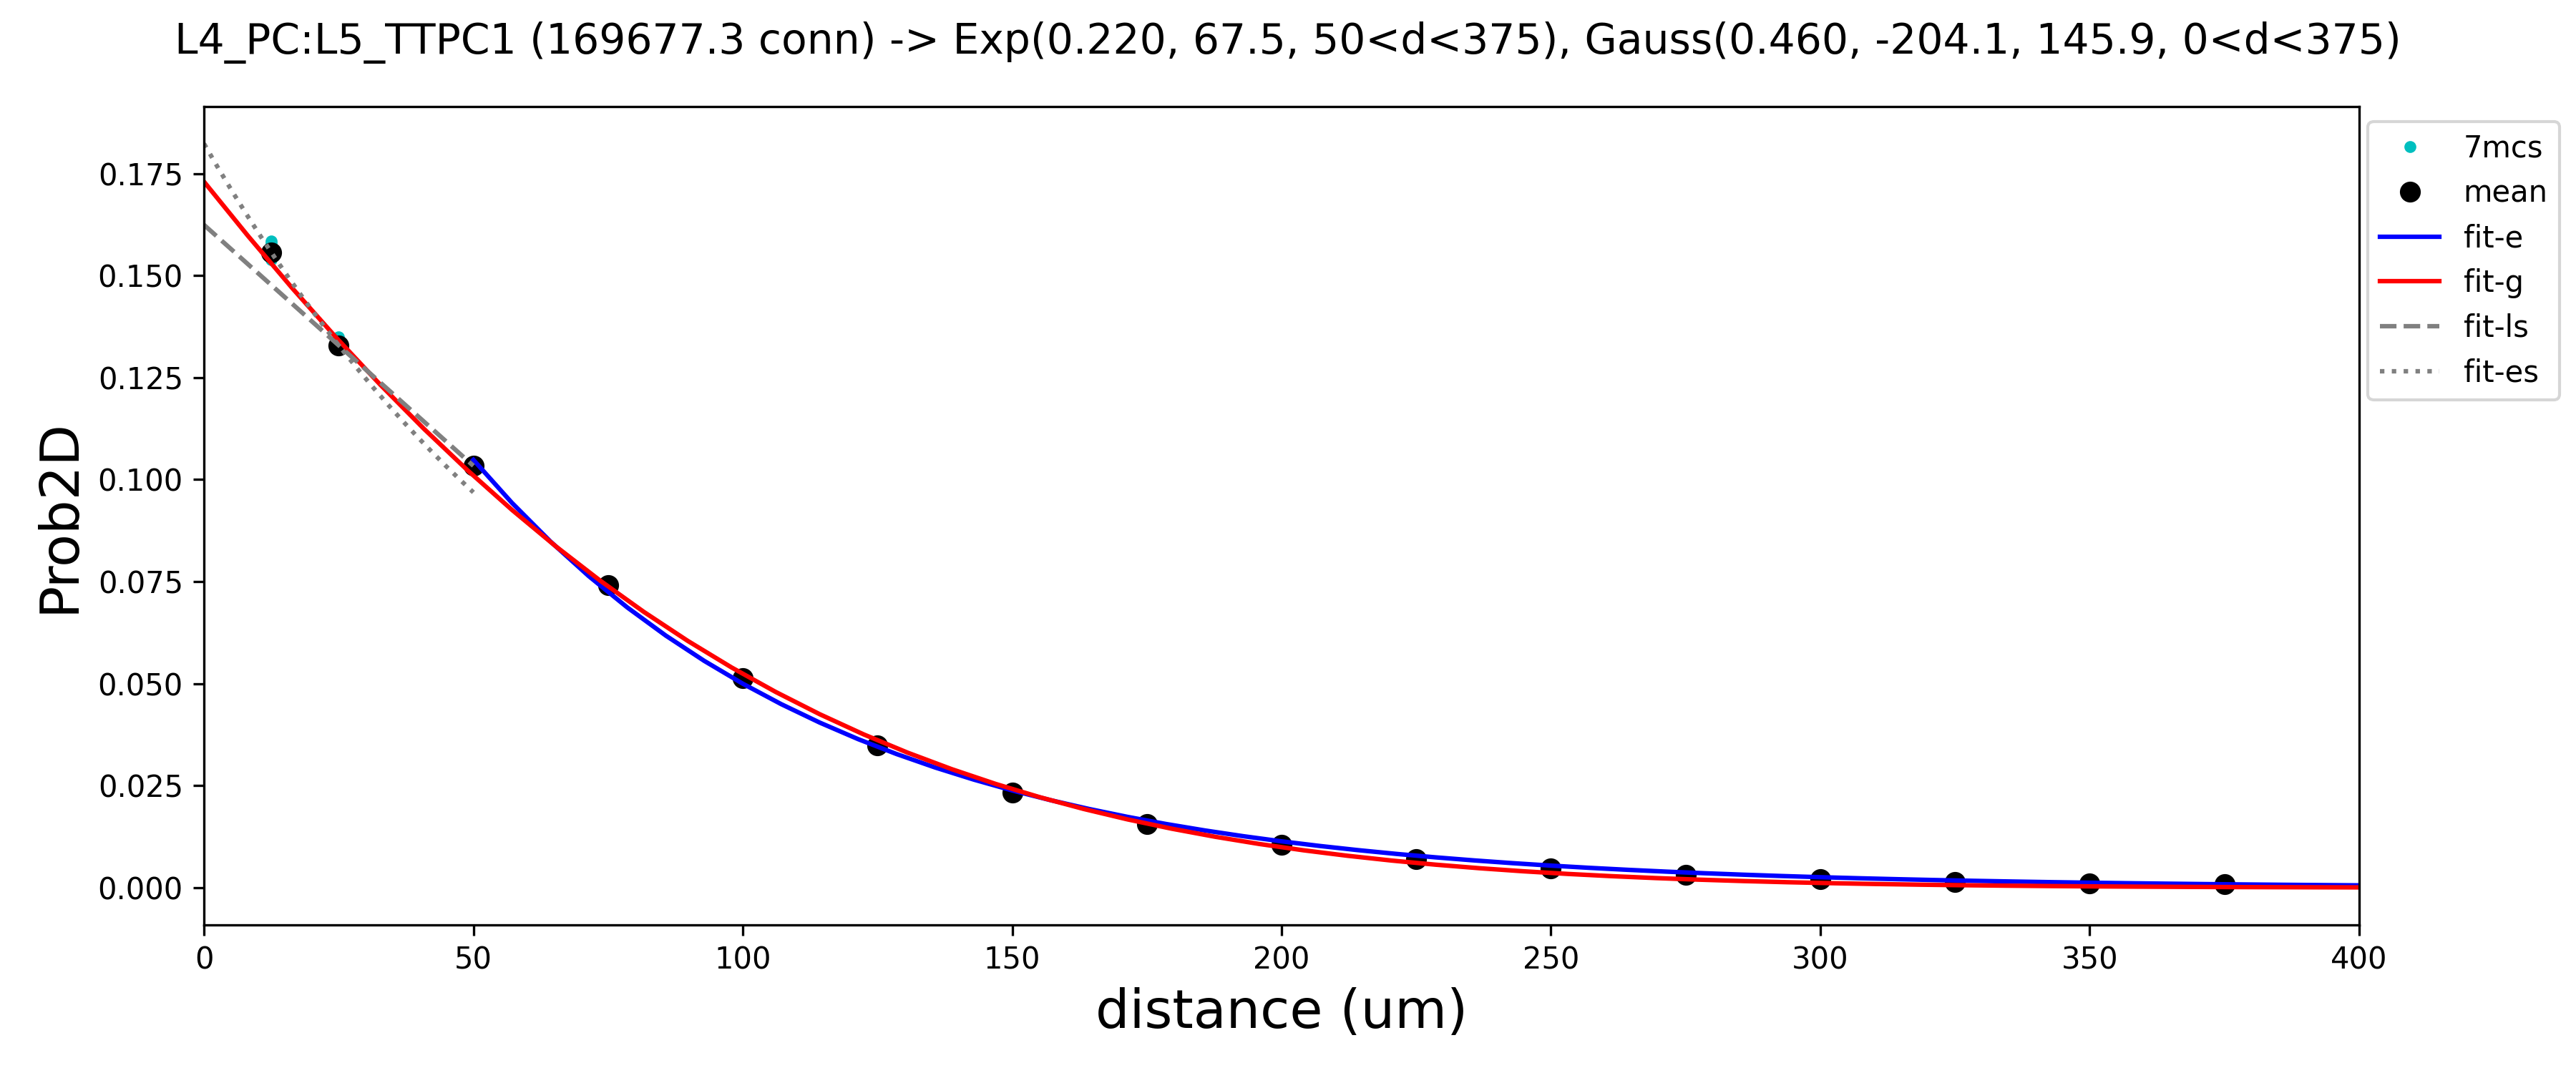 L4_PC:L5_TTPC1 (169677.3 conn) -> Exp(0.220, 67.5, 50<d<375), Gauss(0.460, -204.1, 145.9, 0<d<375)
Prob2D
0.175
0.150
0.125
0.100
0.075
0.050
0.025
0.000
0 50 100 150 200 250 300 350 400
distance (um)
7mcs
mean
fit-e
fit-g
fit-ls
fit-es